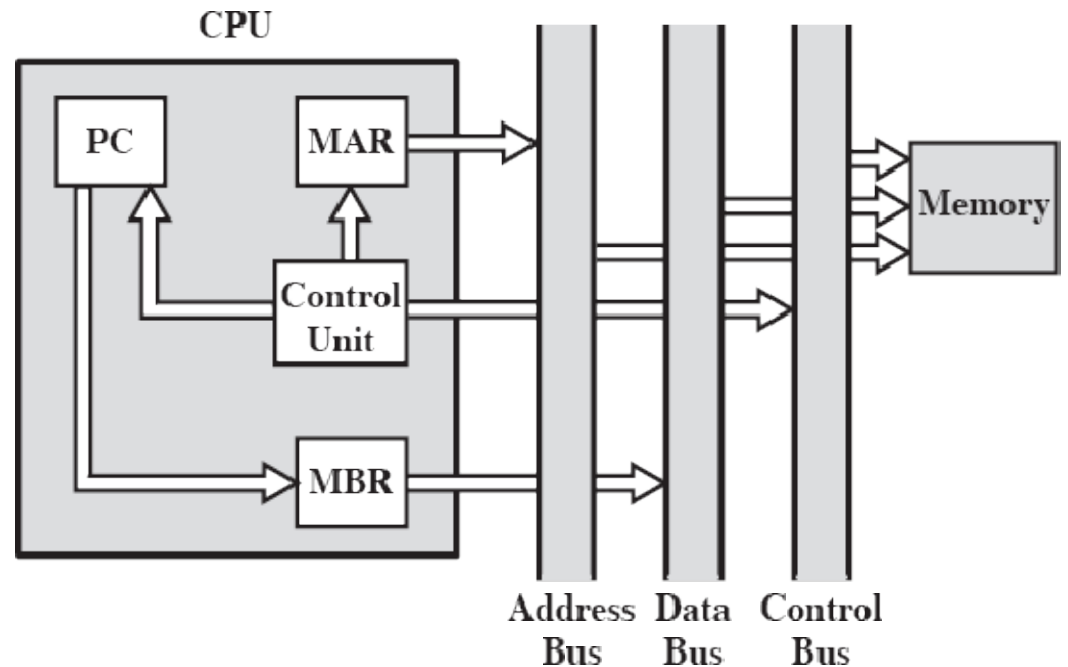 CPU
PC
MAR
Memory
Control
Unit
MBR
Address
Bus
Data
Bus
Control
Bus